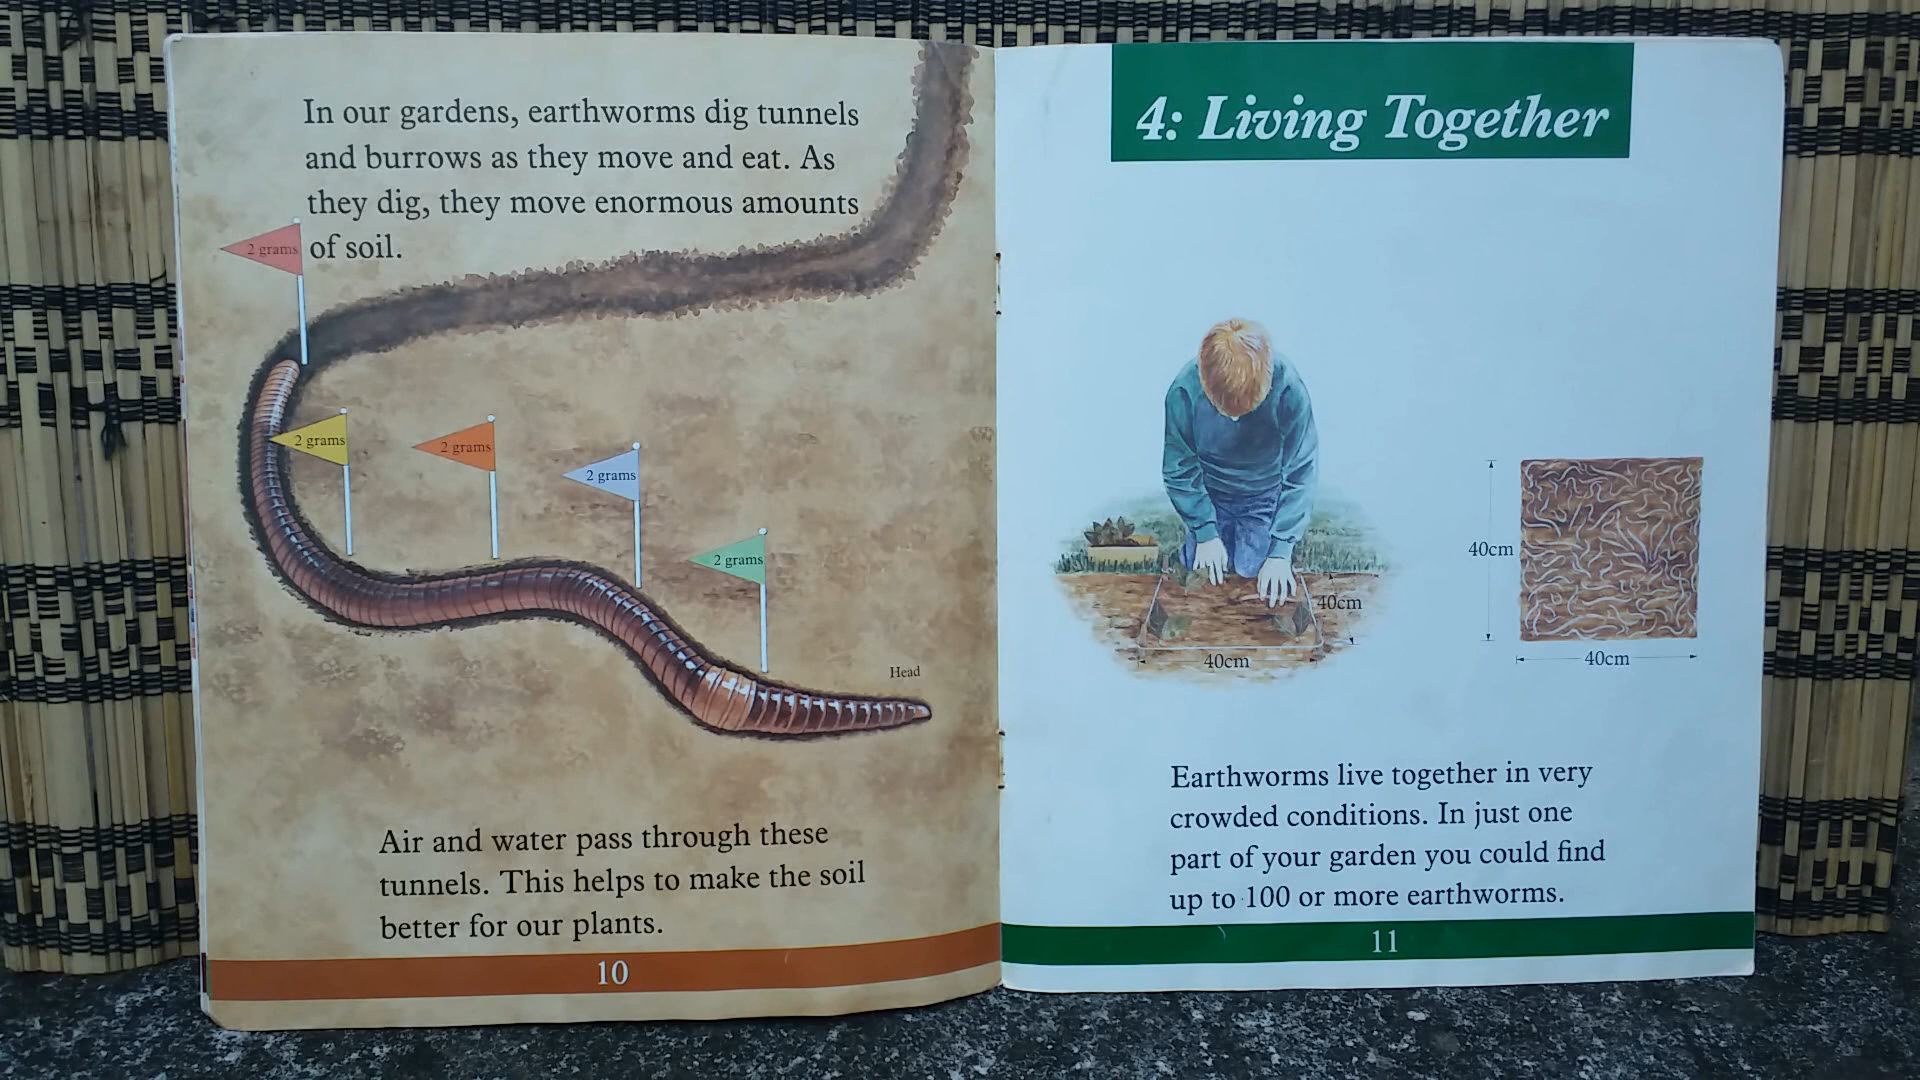 In our gardens, earthworms dig tunnels
and burrows as they move and eat. As
they dig, they move enormous amounts
of soil.
2 grams
2 grams
2 grams
2 grams
2 grams
Head
Air and water pass through these
tunnels. This helps to make the soil
better for our plants.
10
4: Living Together
40cm
40cm
40cm
40cm
Earthworms live together in very
crowded conditions. In just one
part of your garden you could find
up to 100 or more earthworms.
11